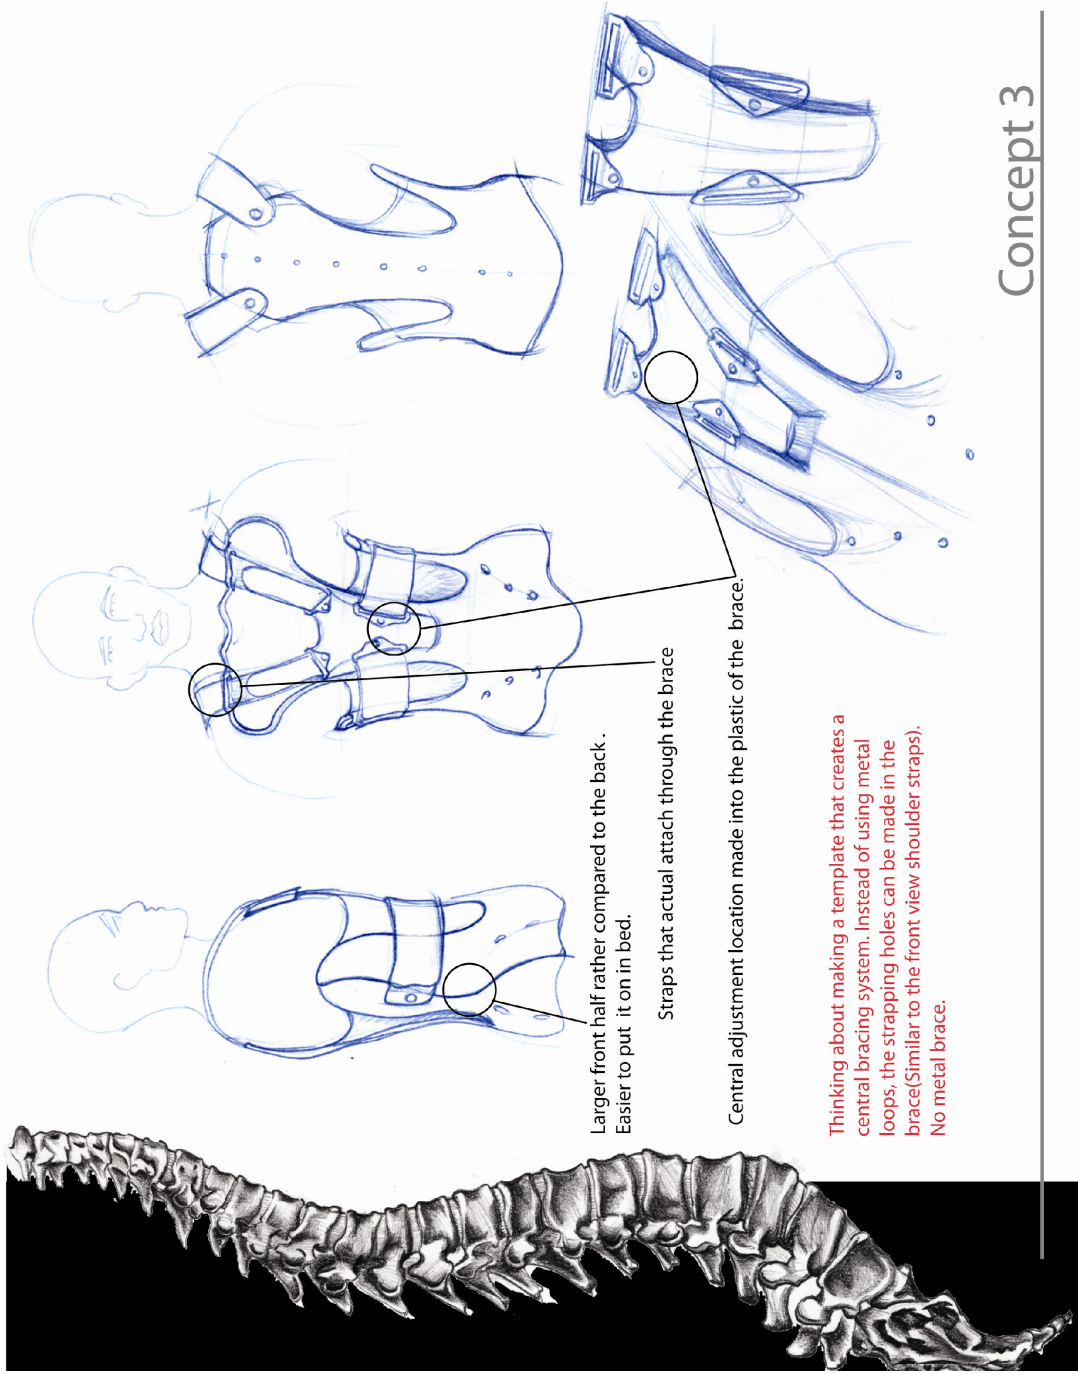 Concept 3
Larger front half rather compared to the back .
Easier to put  it on in bed.
Straps that actual attach through the brace
Central adjustment location made into the plastic of the  brace.
Thinking about making a template that creates a
central bracing system. Instead of using metal
loops, the strapping holes can be made in the
brace(Similar to the front view shoulder straps).
No metal brace.